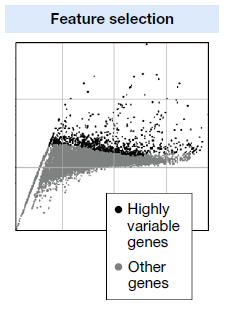 Feature selection
Highly
variable
genes
Other
genes